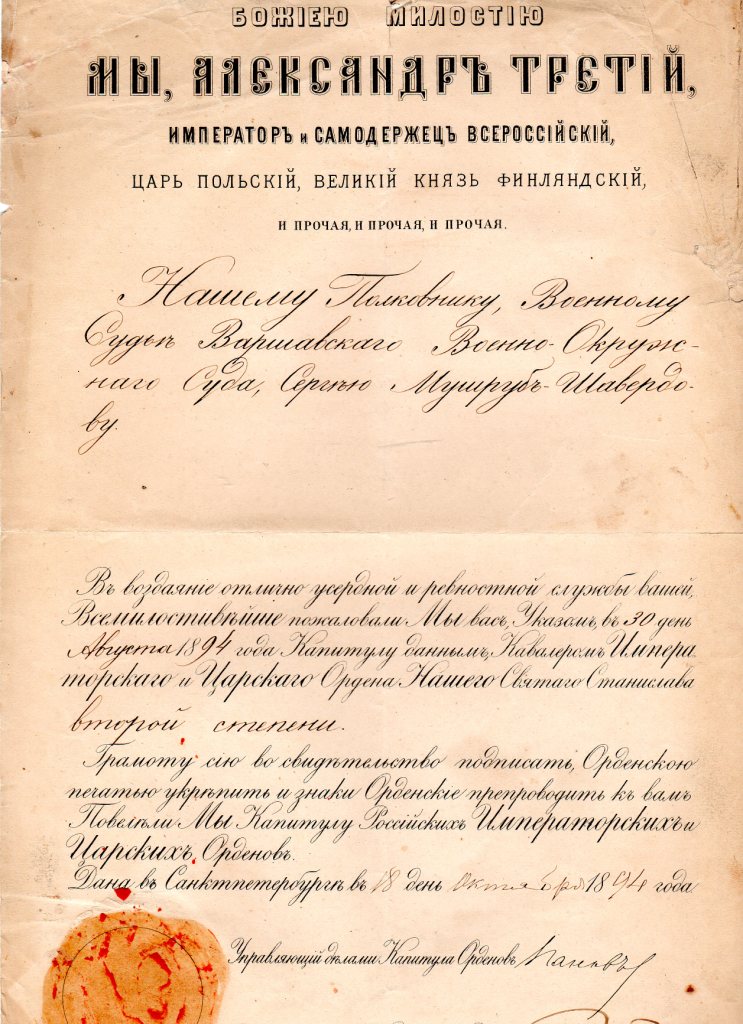 БОЖІЕЮ МИЛОСТІЮ
МЫ, АЛЕКСАНДРЪ ТРЕТІЙ,
ИМПЕРАТОРЪ и САМОДЕРЖЕЦЪ ВСЕРОССІЙСКІЙ,
ЦАРЬ ПОЛЬСКІЙ, ВЕЛИКІЙ КНЯЗЬ ФИНЛЯНДСКІЙ,
И ПРОЧАЯ, И ПРОЧАЯ, И ПРОЧАЯ.
Нашему Полковнику, Военному
Судьѣ Варшавскаго Военно-Окруж-
наго Суда, Сергѣю Мушрубъ-Шавердо-
ву.
Въ воздаяніе отлично усердной и ревностной службы вашей,
Всемилостивѣйше пожаловали Мы васъ, Указомъ, въ 30 день
Августа 1894 года Капитулу даннымъ, Кавалеромъ Импера
торскаго и Царскаго Ордена Нашего Святаго Станислава
второй степени.
Грамоту сію во свидѣтельство подписать, Орденскою
печатью укрѣпить и знаки Орденскіе препроводить къ вамъ
Повелѣли Мы Капитулу Россійскихъ Императорскихъ и
Царскихъ Орденовъ.
Дана въ Санктпетербургѣ въ 18 день Октября 1894 года
Управляющій дѣлами Капитула Орденовъ